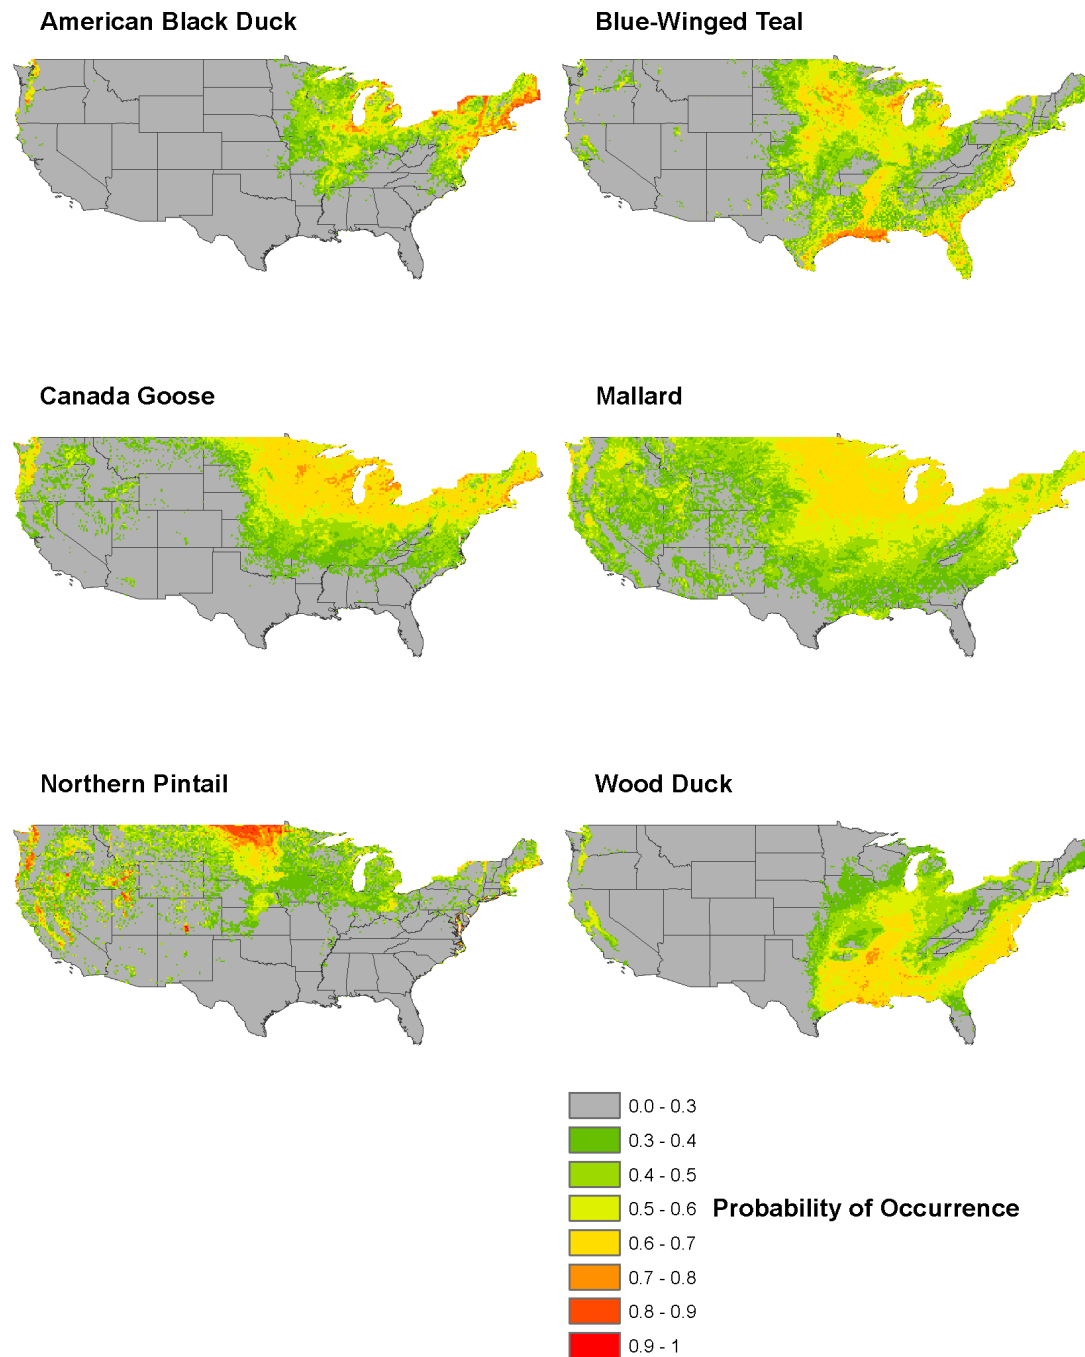 American Black Duck
Blue-Winged Teal
Canada Goose
Mallard
Northern Pintail
Wood Duck
0.0 - 0.3
0.3 - 0.4
0.4 - 0.5
0.5 - 0.6
Probability of Occurrence
0.6 - 0.7
0.7 - 0.8
0.8 - 0.9
0.9 - 1